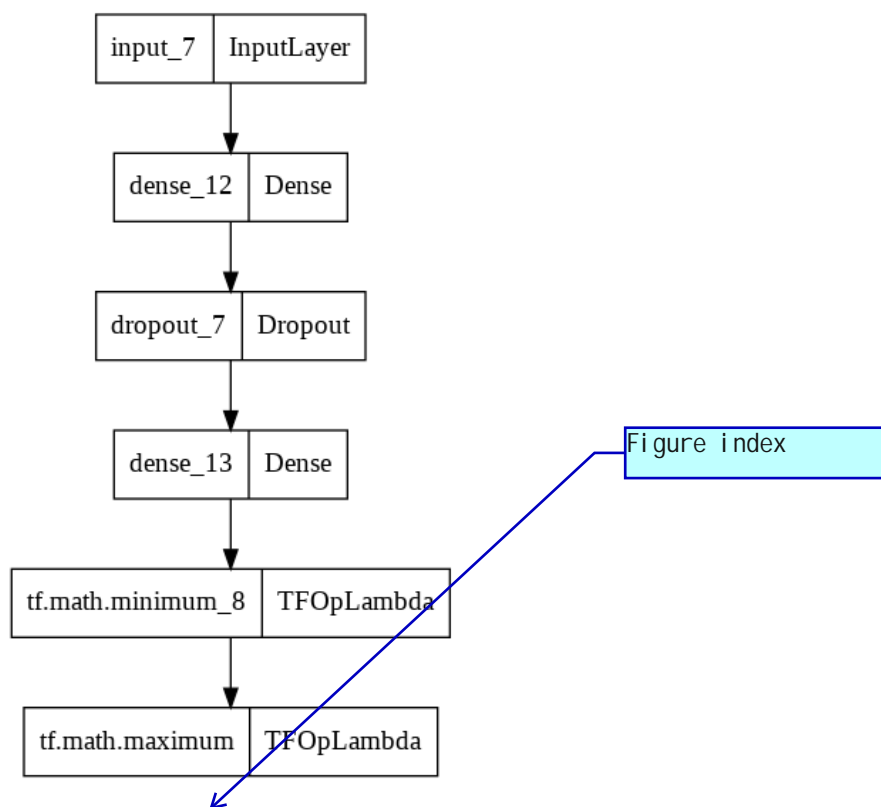 input_7 InputLayer
dense_12 Dense
dropout_7 Dropout
dense_13 Dense
Figure index
tf.math.minimum_8 TFOpLambda
tf.math.maximum TFOpLambda